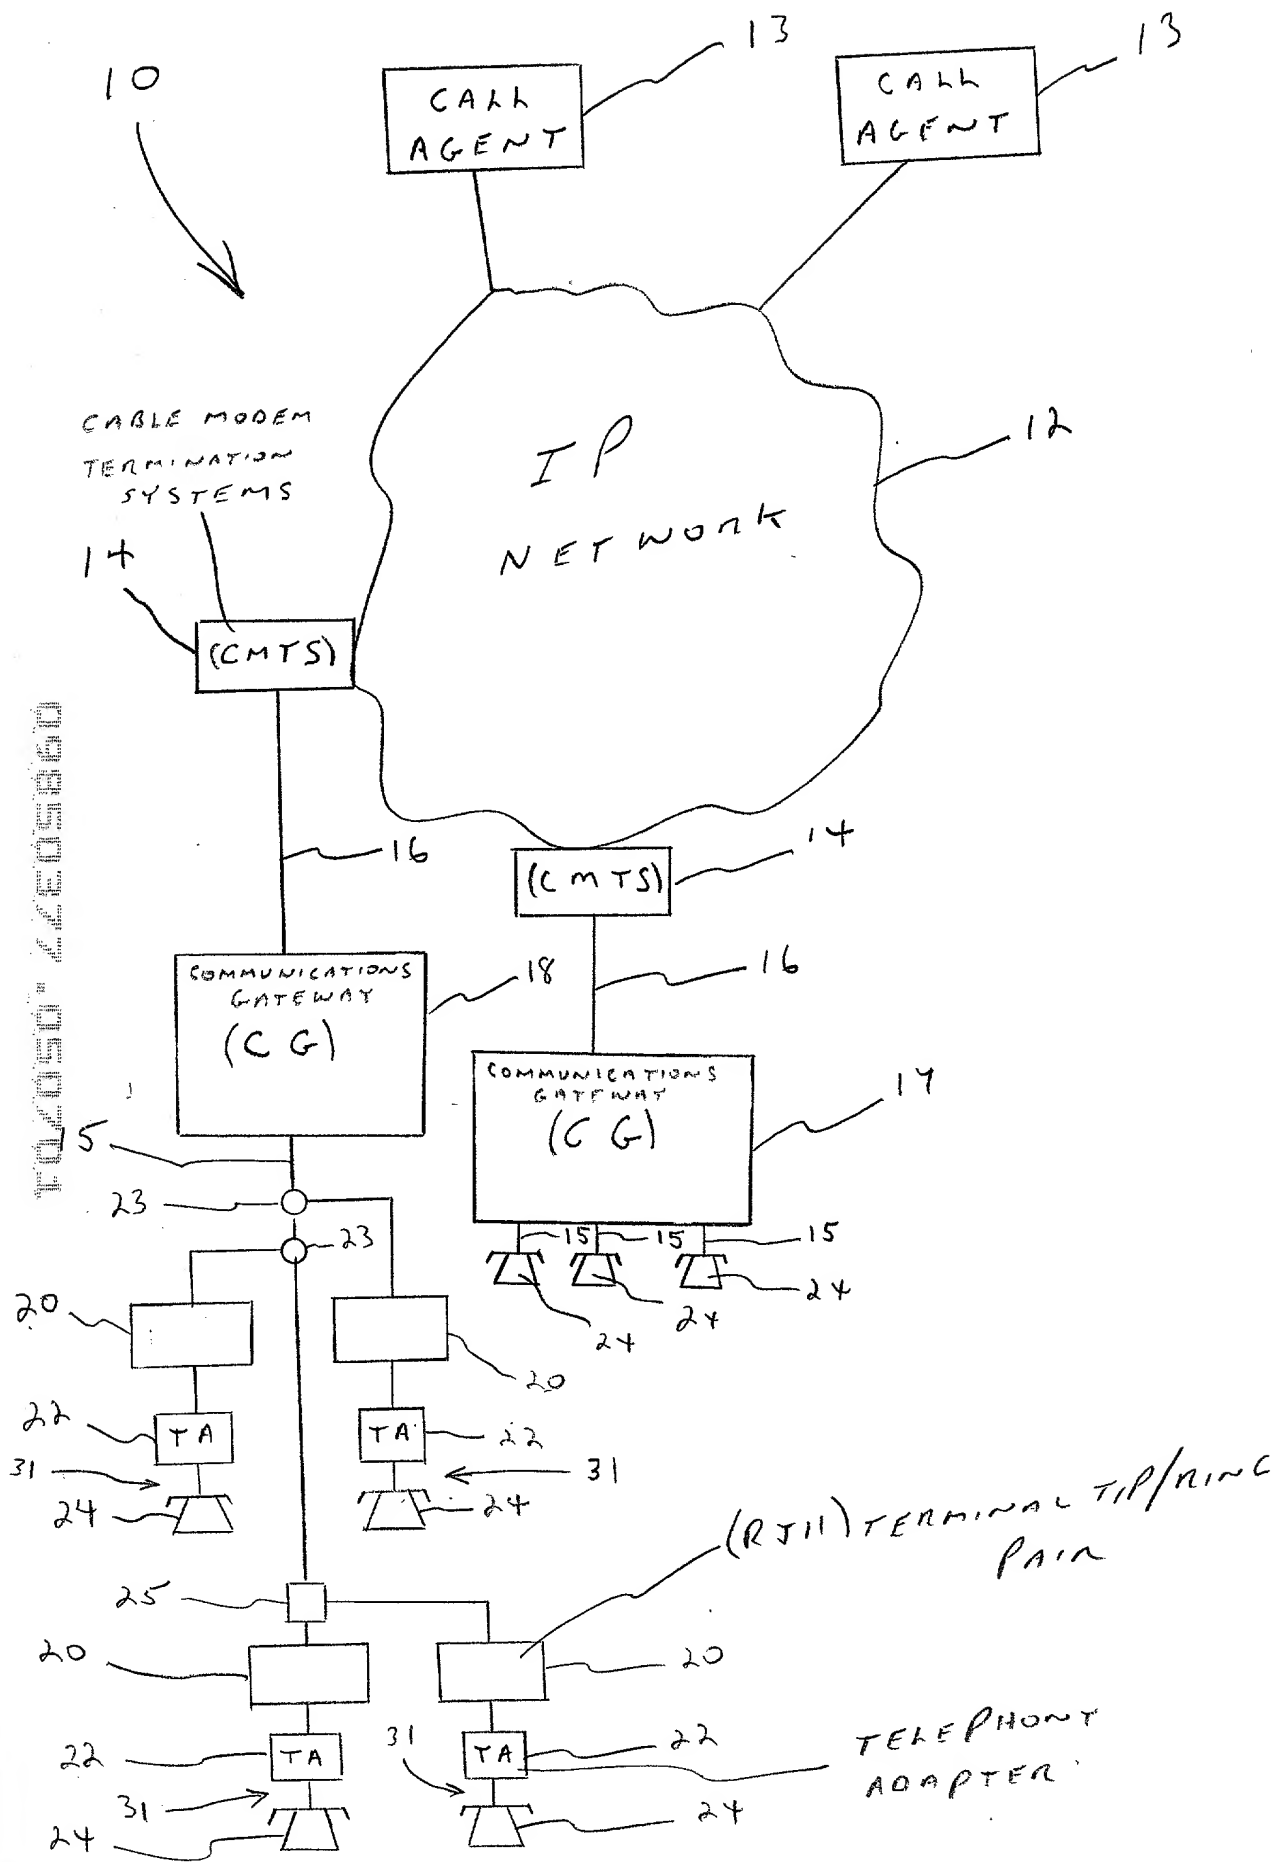 13
13
10
CALL
AGENT
CALL
AGENT
12
IP
NETWORK
CABLE MODEM
TERMINATION
SYSTEMS
14
(CMTS)
16
14
(CMTS)
16
COMMUNICATIONS
GATEWAY
(CG)
18
COMMUNICATIONS
GATEWAY
(CG)
17
09850377.050701
15
23
23
15
15
15
24
24
24
20
20
22
TA
TA
22
31
31
24
24
(RJ11) TERMINAL TIP/RING
PAIR
25
20
20
22
TA
31
TA
22
TELEPHONY
ADAPTER
31
24
24